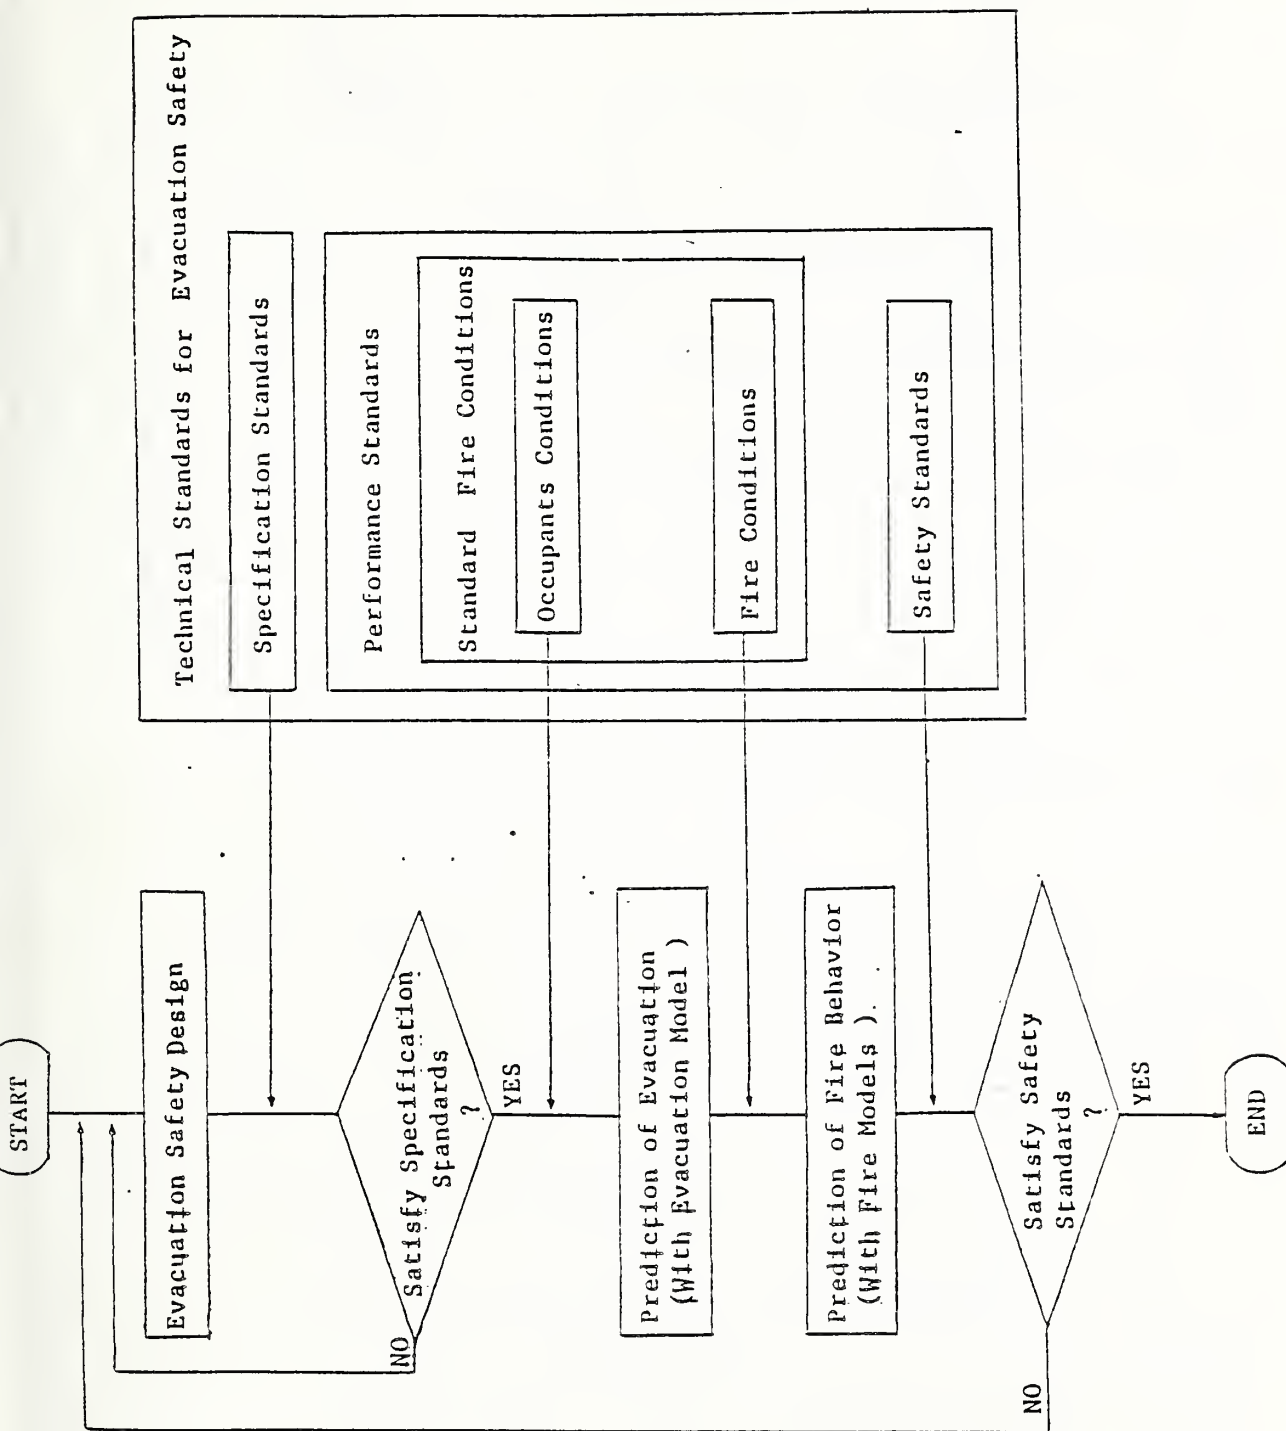 START
Evacuation Safety Design
Satisfy Specification
Standards
?
NO
YES
Prediction of Evacuation
(With Evacuation Model )
Prediction of Fire Behavior
(With Fire Models ).
Satisfy Safety
Standards
?
NO
YES
END
Technical Standards for Evacuation Safety
Specification Standards
Performance Standards
Standard Fire Conditions
Occupants Conditions
Fire Conditions
Safety Standards